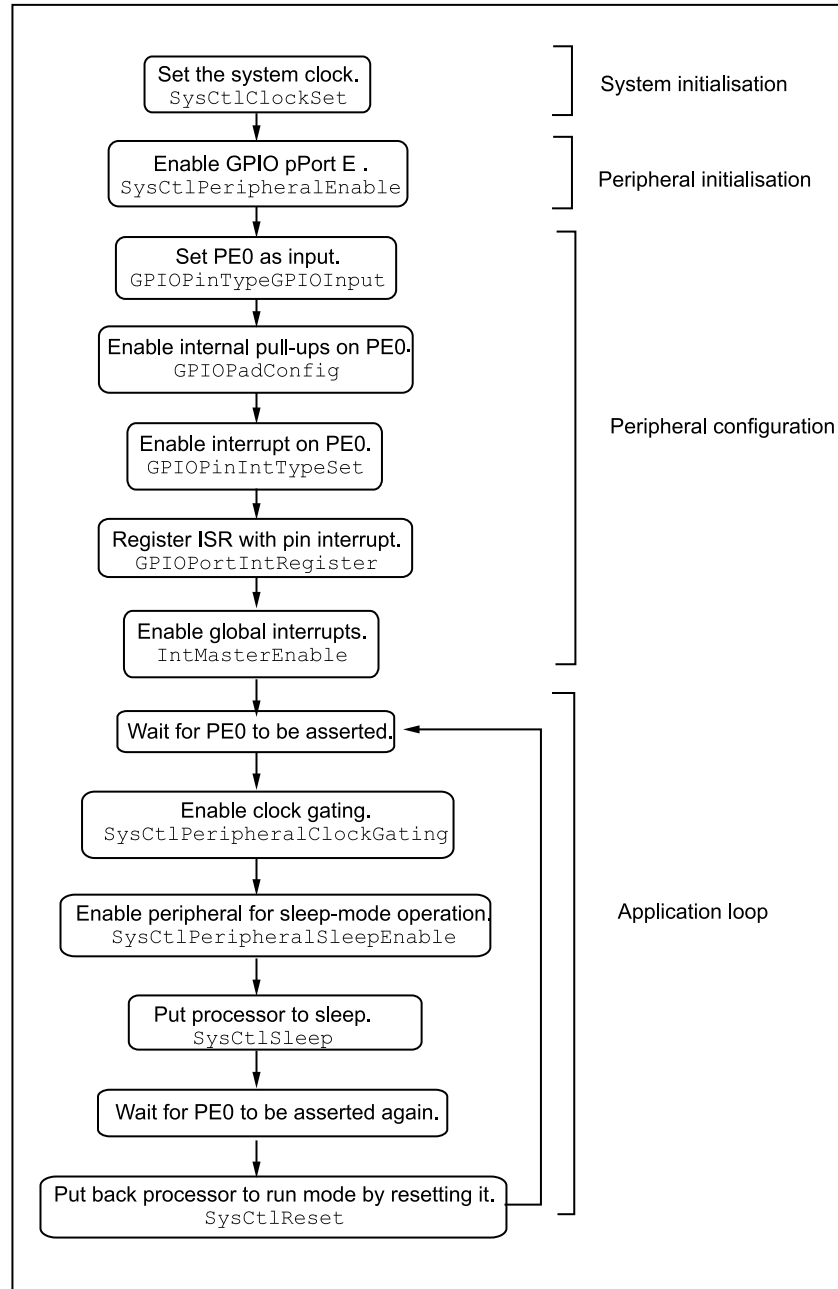 Set the system clock.
SysCtlClockSet
System initialisation
Enable GPIO pPort E .
SysCtlPeripheralEnable
Peripheral initialisation
Set PE0 as input.
GPIOPinTypeGPIOInput
Enable internal pull-ups on PE0.
GPIOPadConfig
Enable interrupt on PE0.
GPIOPinIntTypeSet
Peripheral configuration
Register ISR with pin interrupt.
GPIOPortIntRegister
Enable global interrupts.
IntMasterEnable
Wait for PE0 to be asserted.
Enable clock gating.
SysCtlPeripheralClockGating
Enable peripheral for sleep-mode operation.
SysCtlPeripheralSleepEnable
Application loop
Put processor to sleep.
SysCtlSleep
Wait for PE0 to be asserted again.
Put back processor to run mode by resetting it.
SysCtlReset